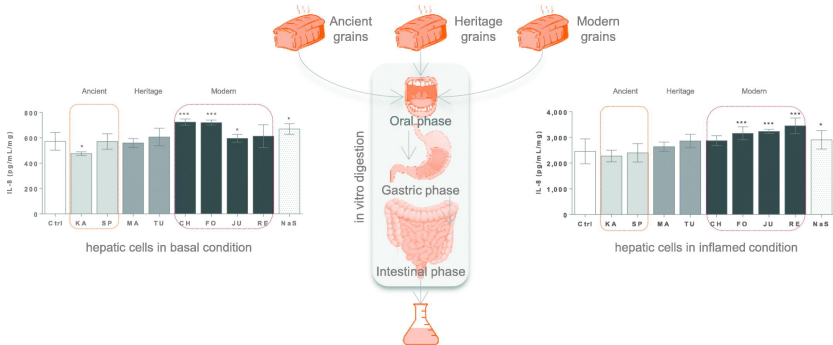 Ancient
grains
Heritage
grains
Modern
grains
Ancient Heritage Modern
IL-8 (pg/mL/mg)
800
600
400
200
0
* *** *** * *
Ctrl KA SP MA TU CH FO JU RE NaS
hepatic cells in basal condition
in vitro digestion
Oral phase
Gastric phase
Intestinal phase
Ancient Heritage Modern
IL-8 (pg/mL/mg)
4,000
3,000
2,000
1,000
0
*** *** *** *
Ctrl KA SP MA TU CH FO JU RE NaS
hepatic cells in inflamed condition